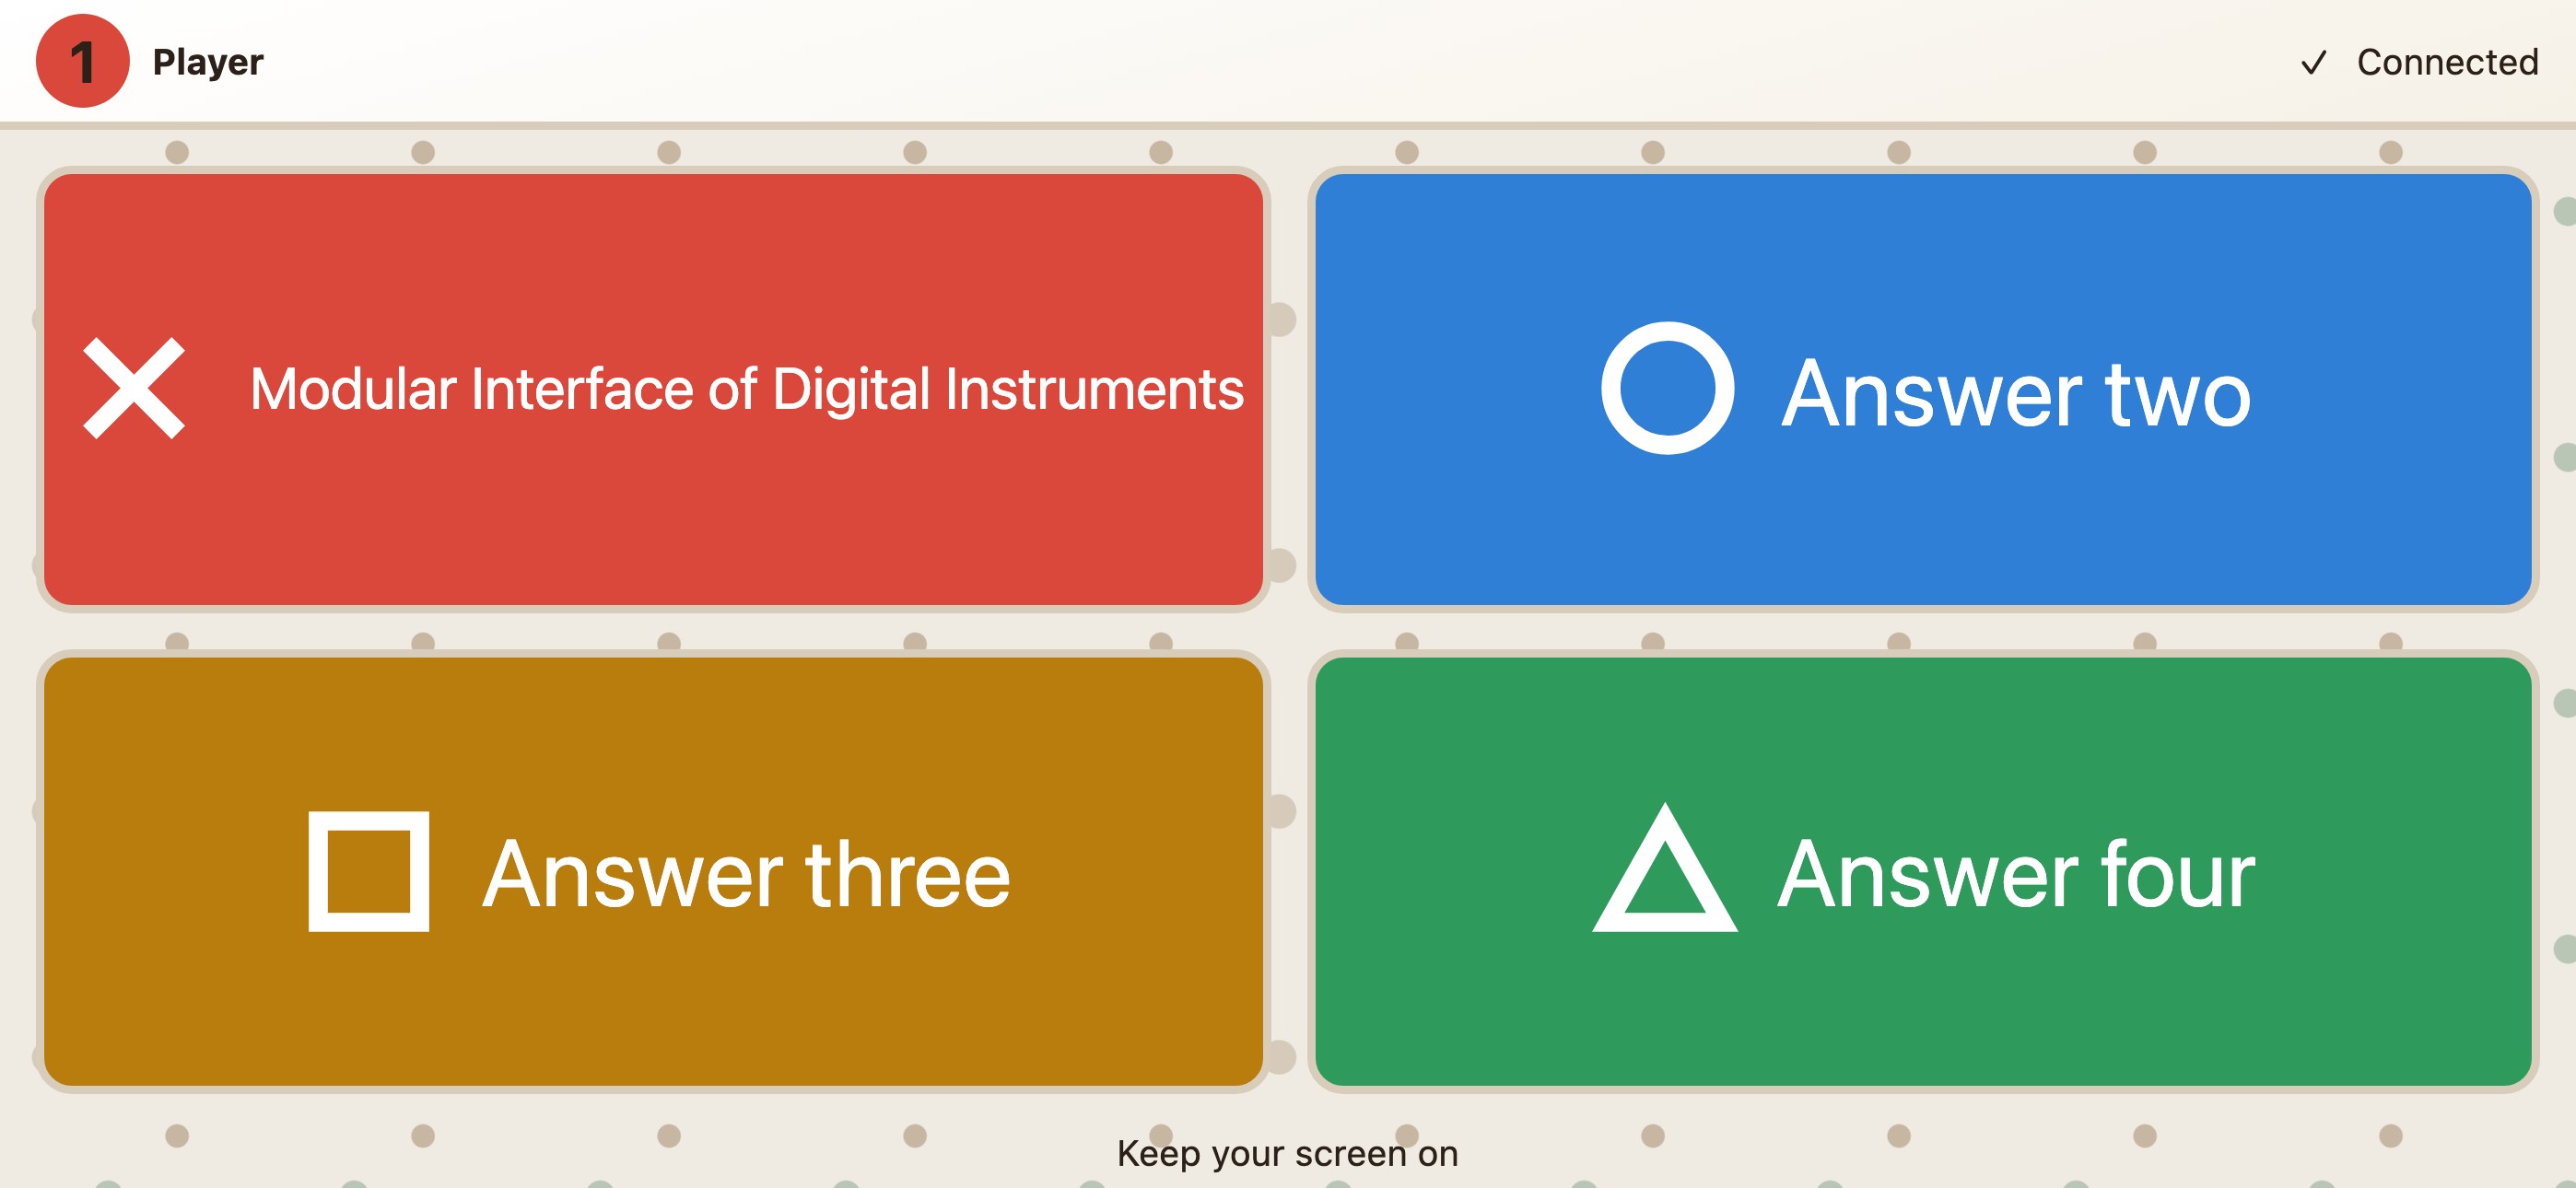 1 Player
✓ Connected
Modular Interface of Digital Instruments
Answer two
Answer three
Answer four
Keep your screen on